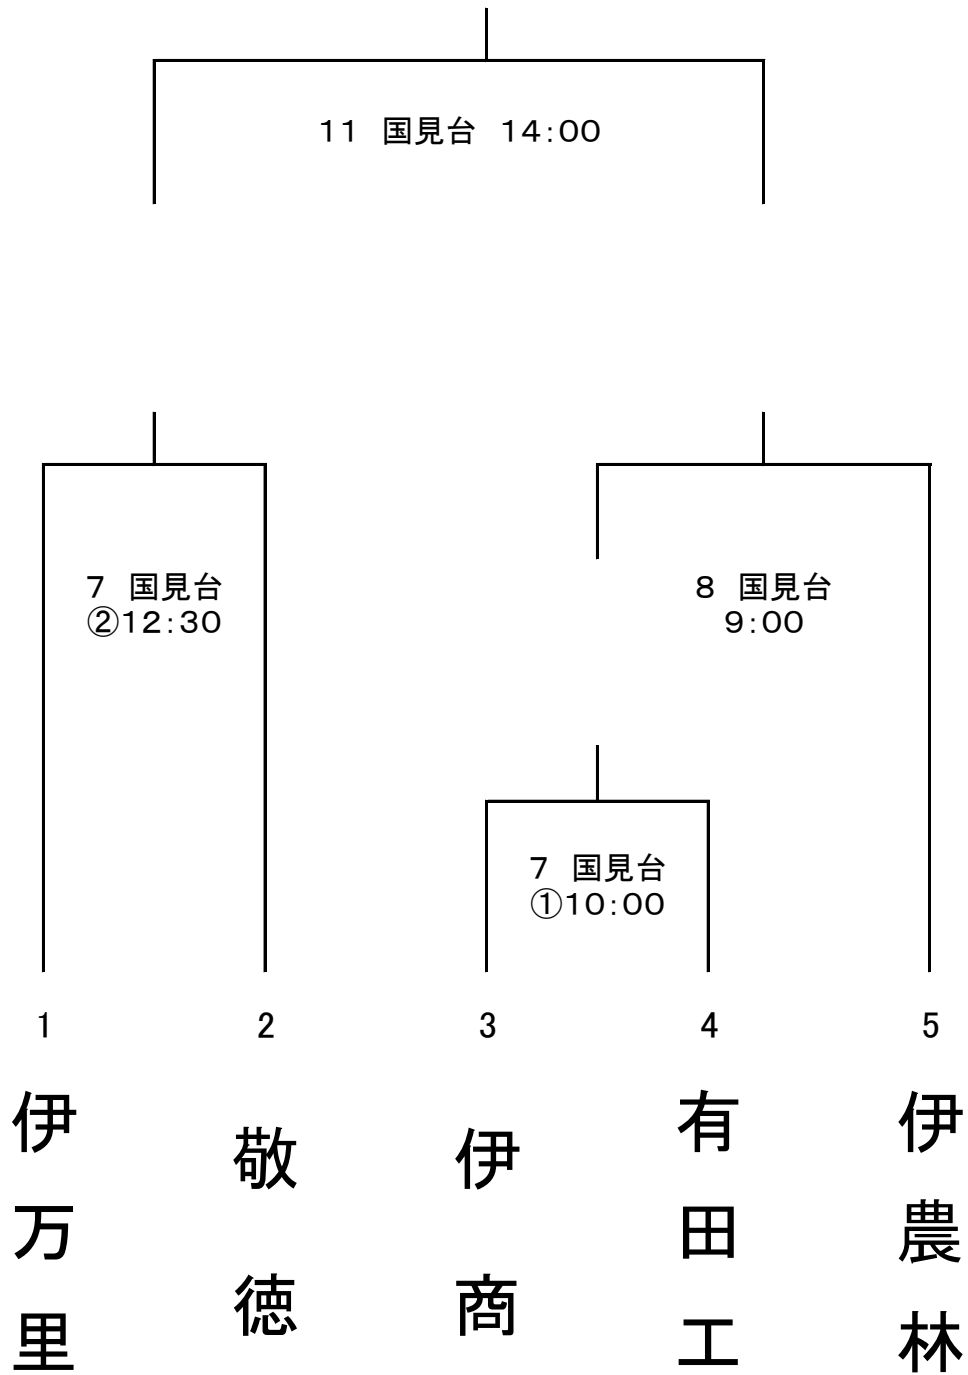 11 国見台 14:00
7 国見台
②12:30
8 国見台
9:00
7 国見台
①10:00
1
2
3
4
5
伊万里
敬徳
伊商
有田工
伊農林